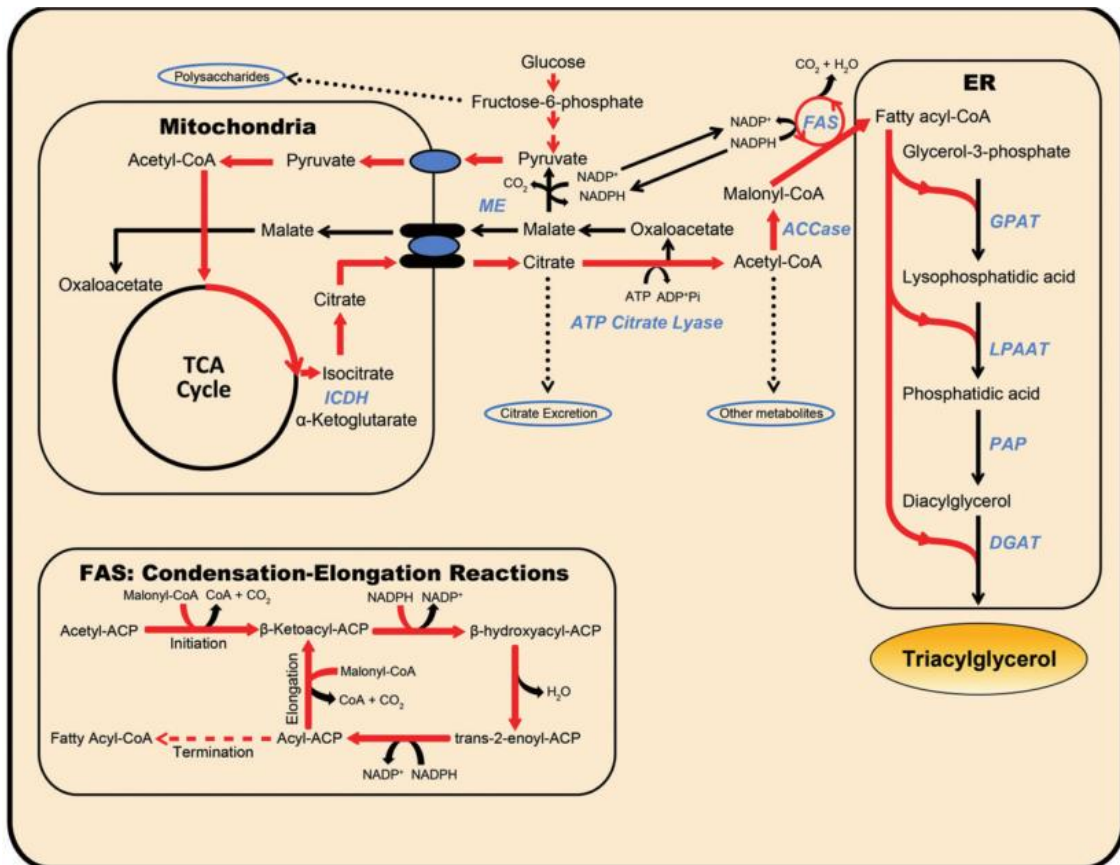 Polysaccharides
Glucose
Fructose-6-phosphate
Pyruvate
CO₂
NADP⁺
NADPH
ME
Malate
Oxaloacetate
Citrate
ATP
ADP⁺Pi
ATP Citrate Lyase
Acetyl-CoA
ACCase
Malonyl-CoA
NADP⁺
NADPH
FAS
CO₂ + H₂O
Citrate Excretion
Other metabolites
Mitochondria
Acetyl-CoA
Pyruvate
Malate
Oxaloacetate
Citrate
TCA
Cycle
Isocitrate
ICDH
α-Ketoglutarate
ER
Fatty acyl-CoA
Glycerol-3-phosphate
GPAT
Lysophosphatidic acid
LPAAT
Phosphatidic acid
PAP
Diacylglycerol
DGAT
Triacylglycerol
FAS: Condensation-Elongation Reactions
Malonyl-CoA CoA + CO₂
NADPH NADP⁺
Acetyl-ACP
Initiation
β-Ketoacyl-ACP
β-hydroxyacyl-ACP
Elongation
Malonyl-CoA
CoA + CO₂
H₂O
Fatty Acyl-CoA
Termination
Acyl-ACP
trans-2-enoyl-ACP
NADP⁺ NADPH